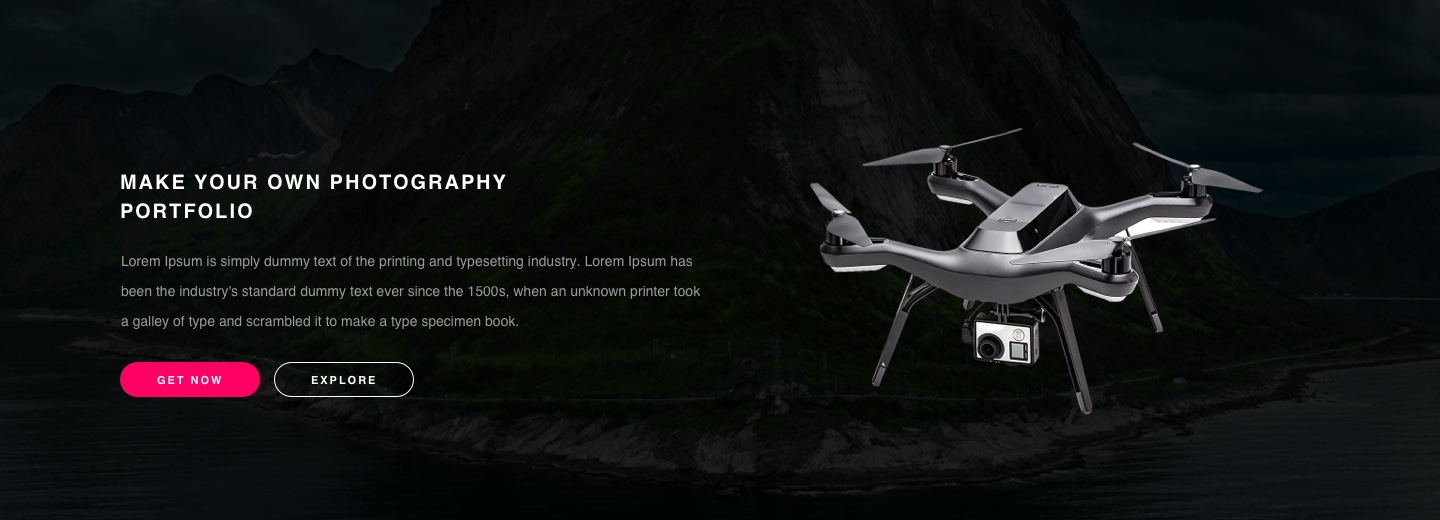 MAKE YOUR OWN PHOTOGRAPHY
PORTFOLIO
Lorem Ipsum is simply dummy text of the printing and typesetting industry. Lorem Ipsum has
been the industry's standard dummy text ever since the 1500s, when an unknown printer took
a galley of type and scrambled it to make a type specimen book.
GET NOW
EXPLORE